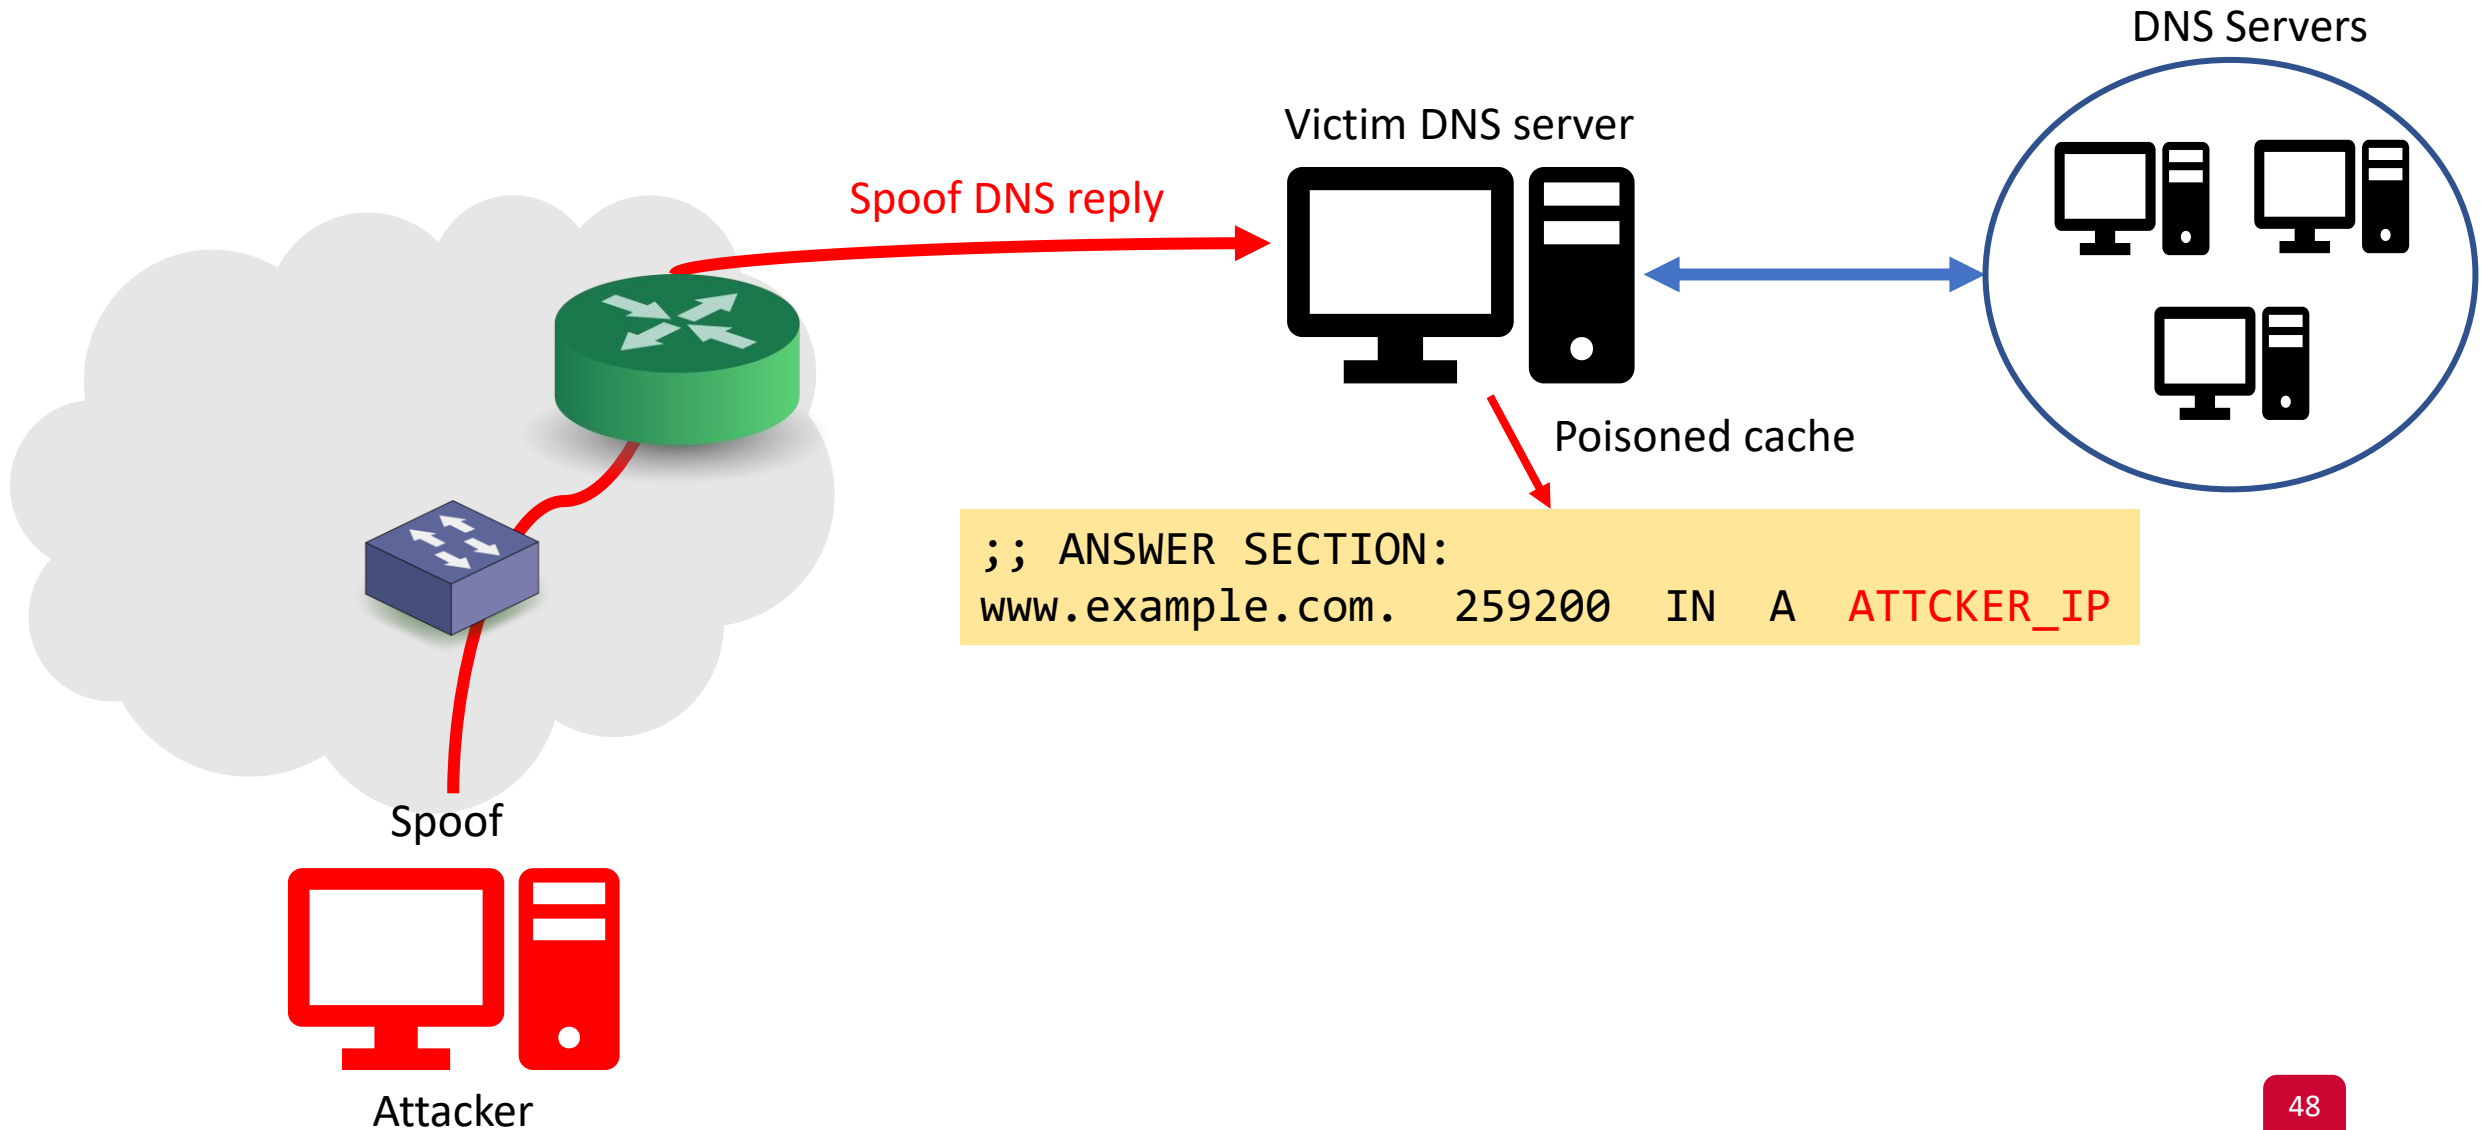 DNS Servers
Victim DNS server
Spoof DNS reply
Poisoned cache
;; ANSWER SECTION:
www.example.com. 259200 IN A ATTCKER_IP
Spoof
Attacker
48